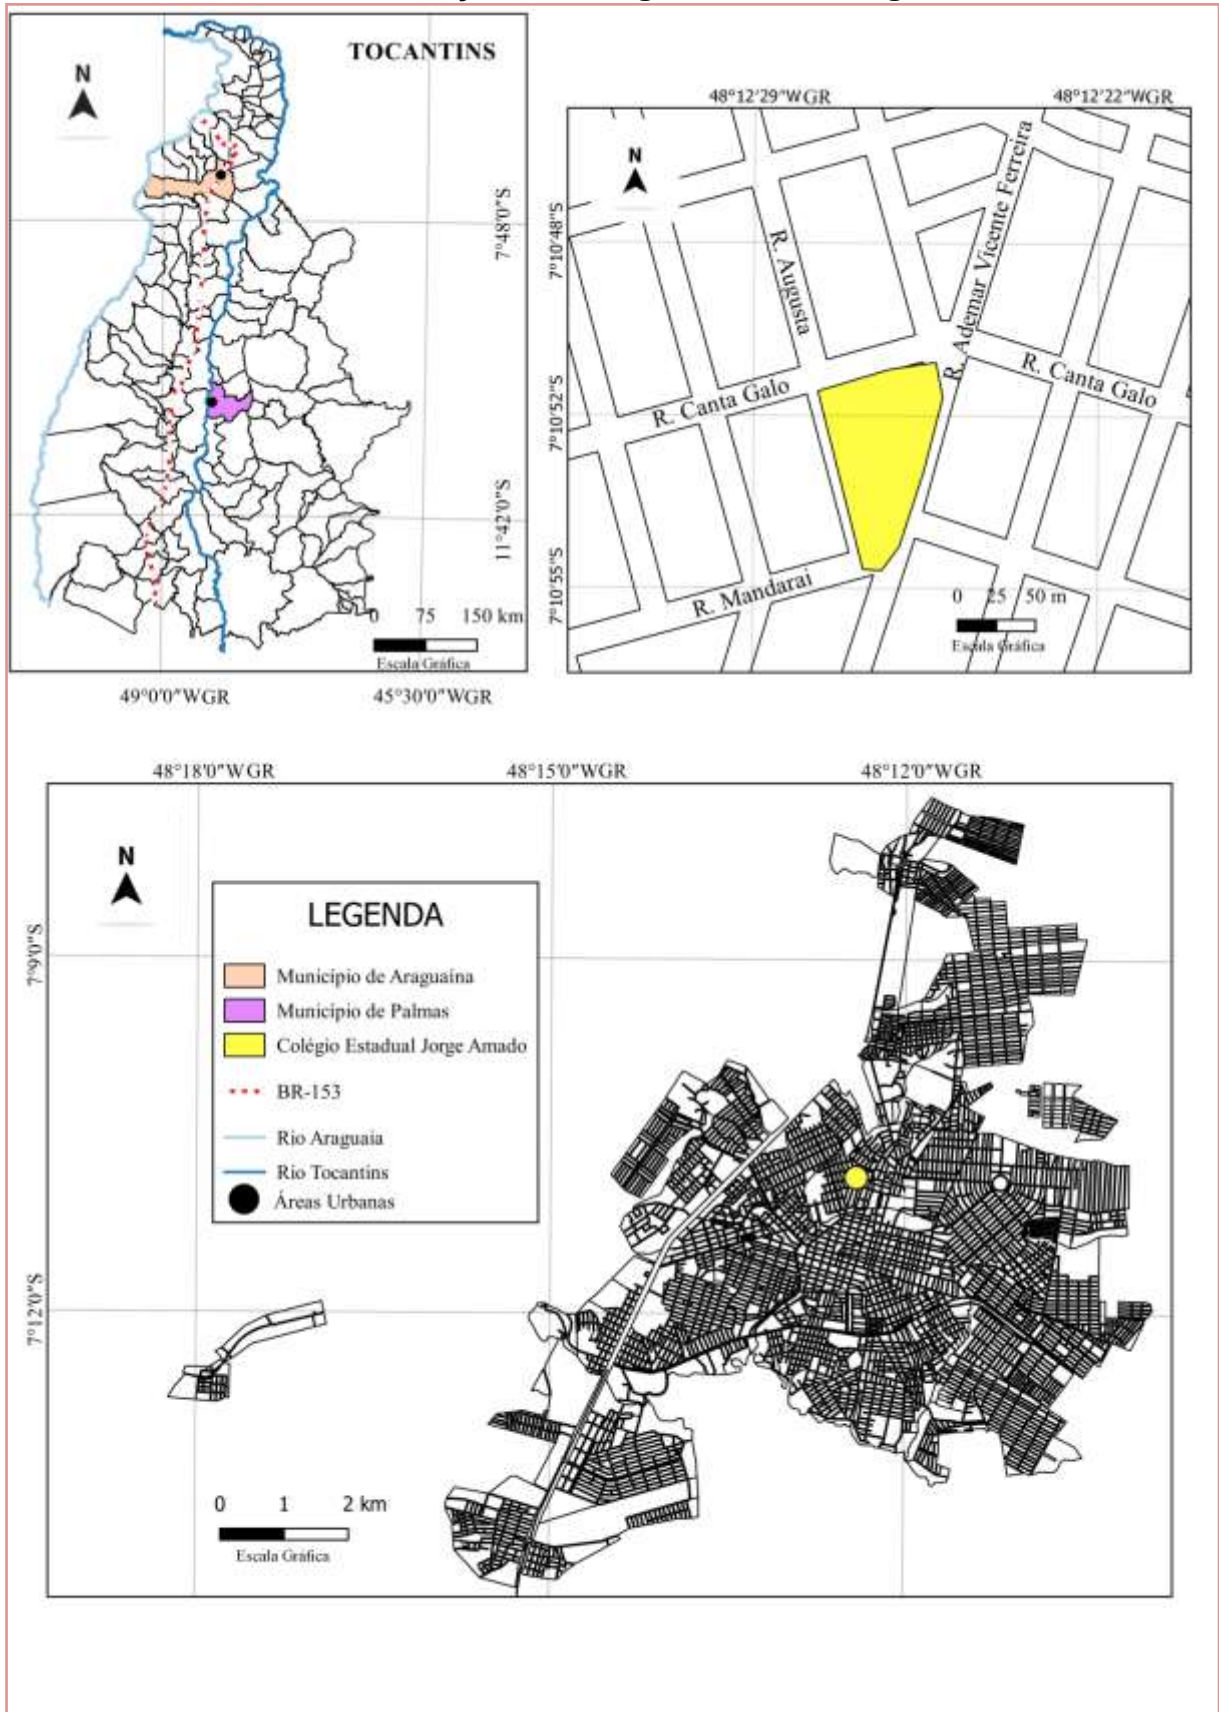 TOCANTINS
N
7°48'0"S
11°42'0"S
0 75 150 km
Escala Gráfica
49°0'0"WGR 45°30'0"WGR
48°12'29"WGR 48°12'22"WGR
N
7°10'48"S
7°10'52"S
7°10'55"S
R. Augusta
R. Ademar Vicente Ferreira
R. Canta Galo
R. Canta Galo
R. Mandarai
0 25 50 m
Escala Gráfica
48°18'0"WGR 48°15'0"WGR 48°12'0"WGR
N
7°9'0"S
7°12'0"S
LEGENDA
Município de Araguaína
Município de Palmas
Colégio Estadual Jorge Amado
BR-153
Rio Araguaia
Rio Tocantins
Áreas Urbanas
0 1 2 km
Escala Gráfica